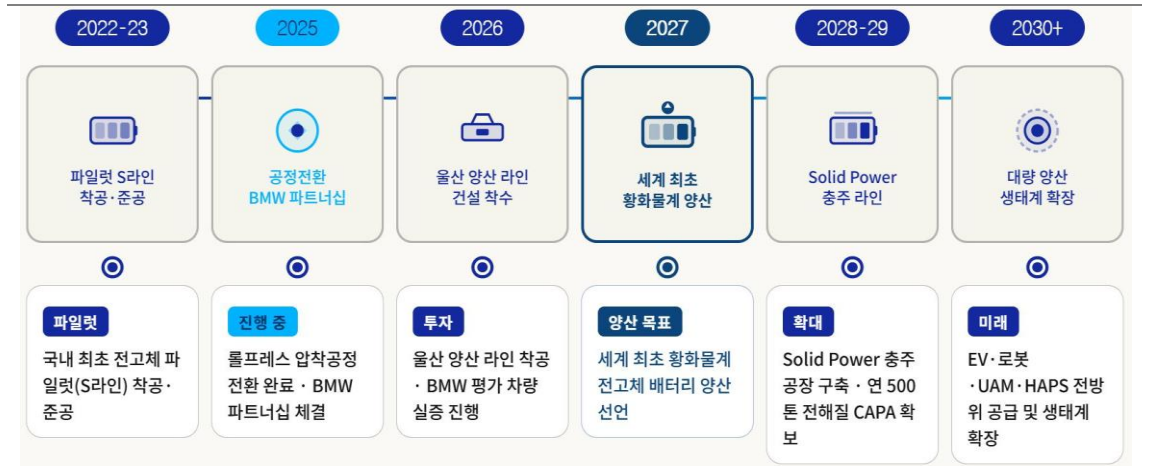 2022-23
2025
2026
2027
2028-29
2030+
파일럿 S라인
착공·준공
공정전환
BMW 파트너십
울산 양산 라인
건설 착수
세계 최초
황화물계 양산
Solid Power
충주 라인
대량 양산
생태계 확장
파일럿
국내 최초 전고체 파
일럿(S라인) 착공·
준공
진행 중
롤프레스 압착공정
전환 완료 · BMW
파트너십 체결
투자
울산 양산 라인 착공
· BMW 평가 차량
실증 진행
양산 목표
세계 최초 황화물계
전고체 배터리 양산
선언
확대
Solid Power 충주
공장 구축 · 연 500
톤 전해질 CAPA 확
보
미래
EV·로봇
·UAM·HAPS 전방
위 공급 및 생태계
확장